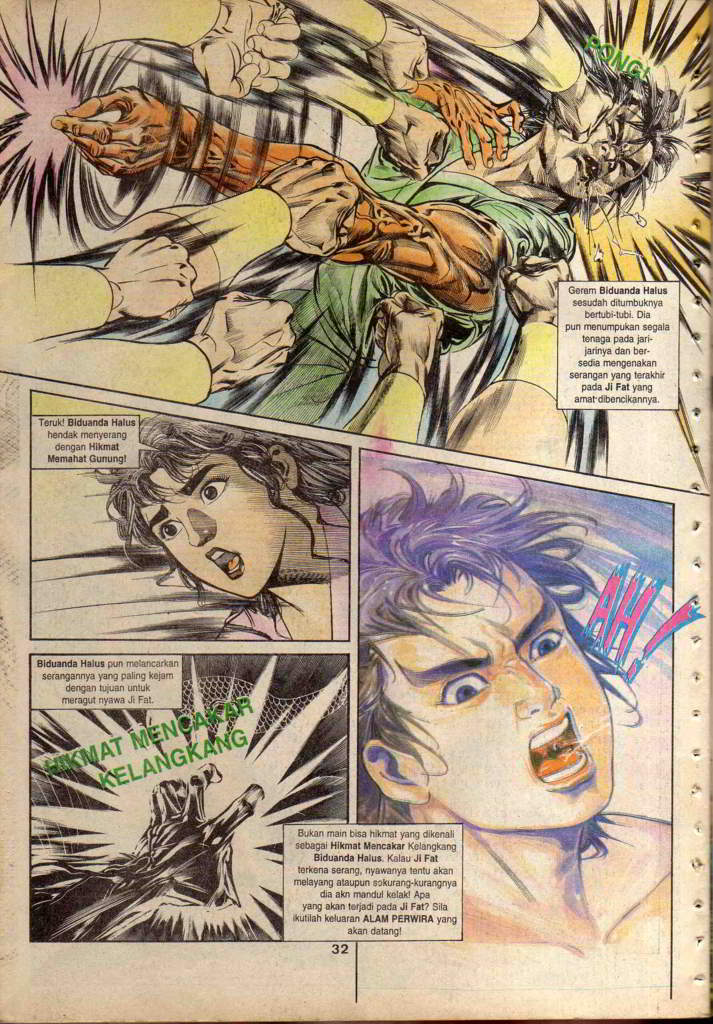 PONG!
Geram Biduanda Halus
sesudah ditumbuknya
bertubi-tubi. Dia
pun menumpukan segala
tenaga pada jari-
jarinya dan ber-
sedia mengenakan
serangan yang terakhir
pada Ji Fat yang
amat dibencikannya.
Teruk! Biduanda Halus
hendak menyerang
dengan Hikmat
Memahat Gunung!
AH!
Biduanda Halus pun melancarkan
serangannya yang paling kejam
dengan tujuan untuk
meragut nyawa Ji Fat.
HIKMAT MENCAKAR
KELANGKANG
Bukan main bisa hikmat yang dikenali
sebagai Hikmat Mencakar Kelangkang
Biduanda Halus. Kalau Ji Fat
terkena serang, nyawanya tentu akan
melayang ataupun sekurang-kurangnya
dia akn mandul kelak! Apa
yang akan terjadi pada Ji Fat? Sila
ikutilah keluaran ALAM PERWIRA yang
akan datang!
32